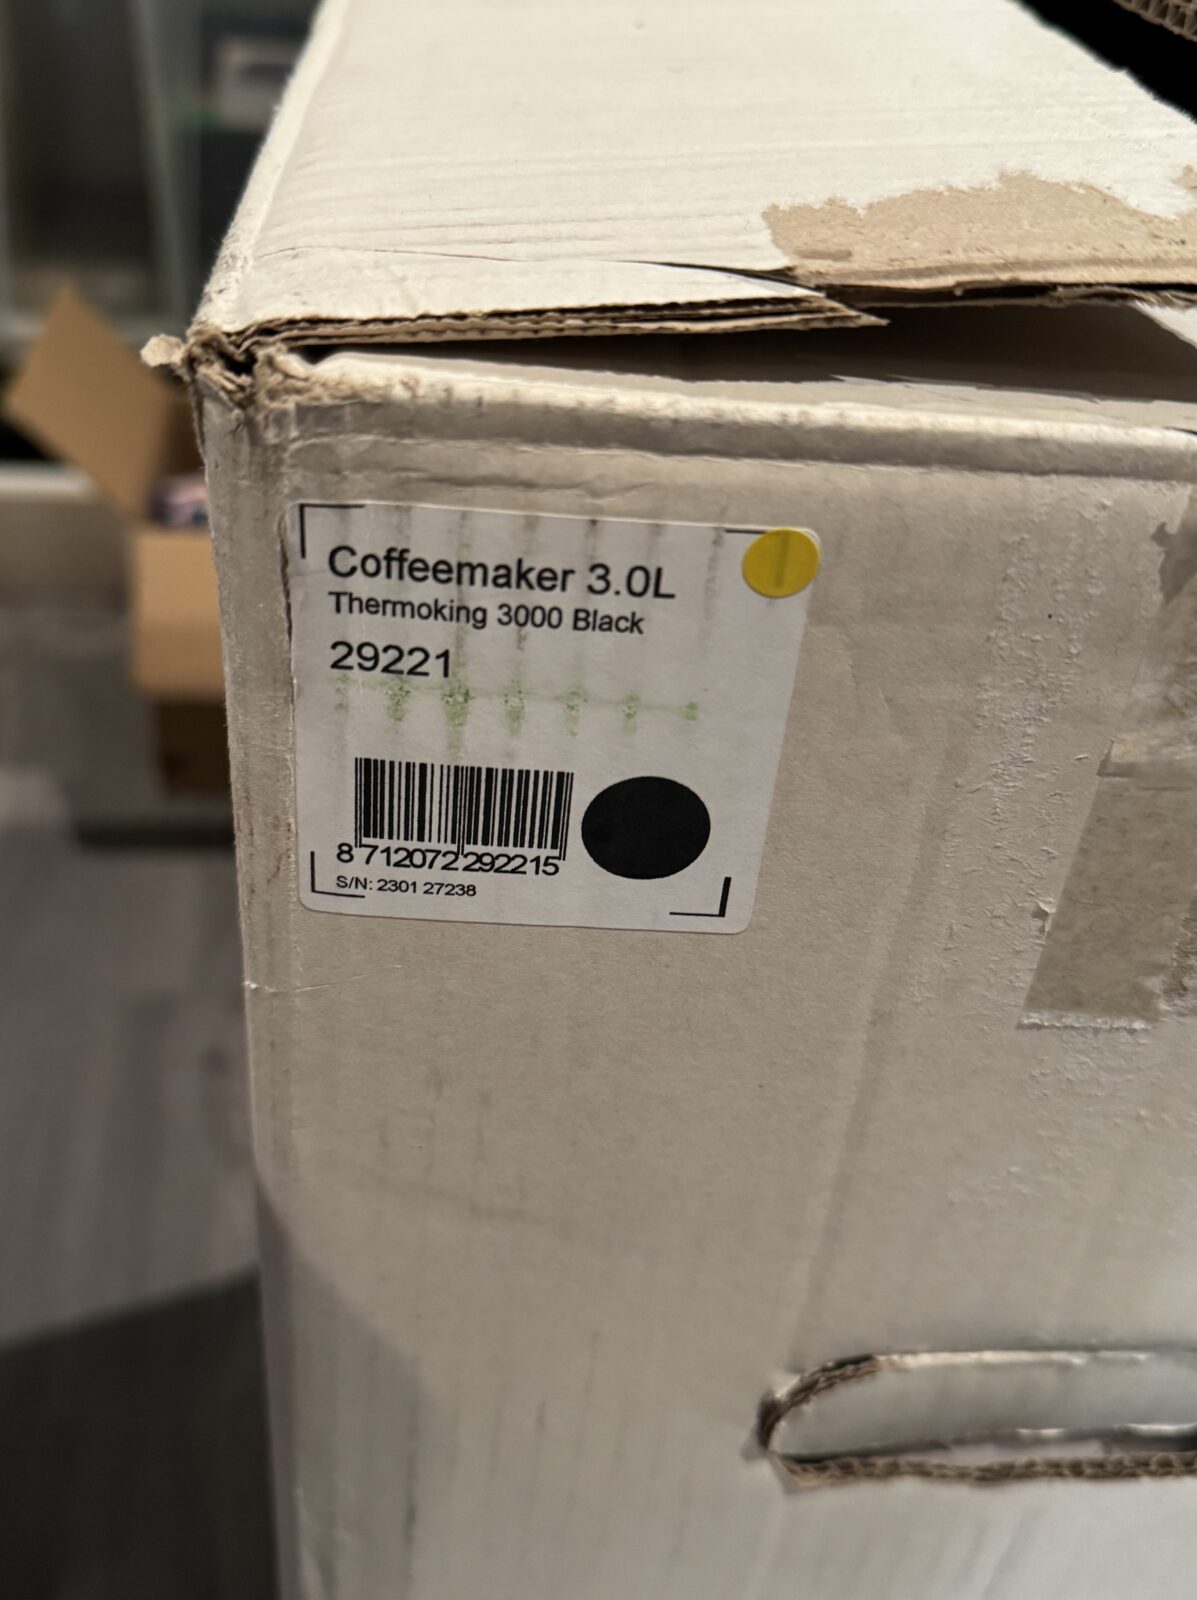 Coffeemaker 3.0L
Thermoking 3000 Black
29221
8 712072 292215
S/N: 2301 27238